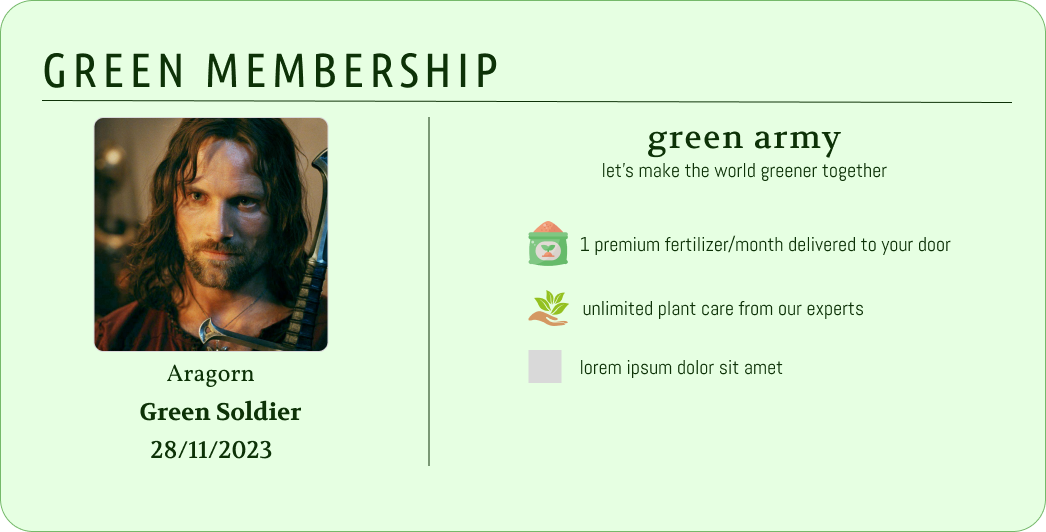 GREEN MEMBERSHIP
Aragorn
Green Soldier
28/11/2023
green army
let's make the world greener together
1 premium fertilizer/month delivered to your door
unlimited plant care from our experts
lorem ipsum dolor sit amet